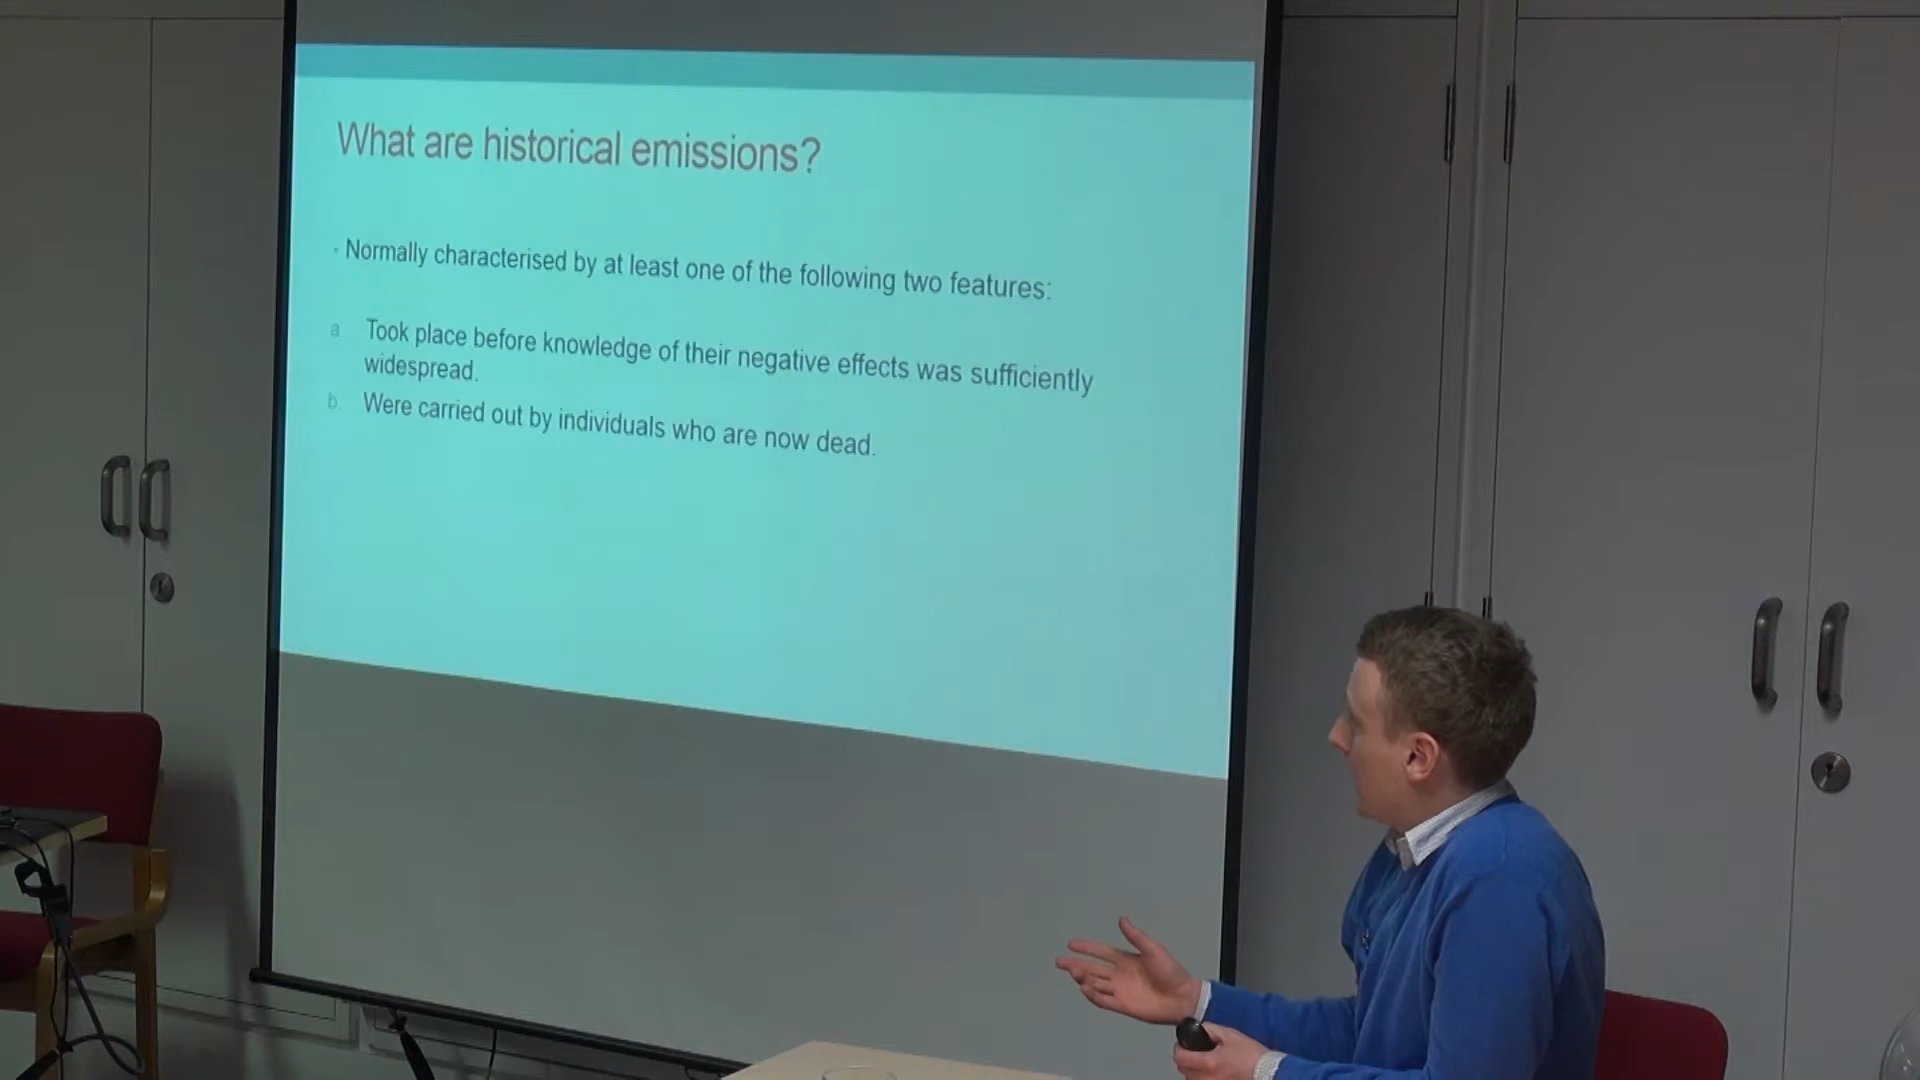 What are historical emissions?
· Normally characterised by at least one of the following two features:
a Took place before knowledge of their negative effects was sufficiently
widespread.
b. Were carried out by individuals who are now dead.